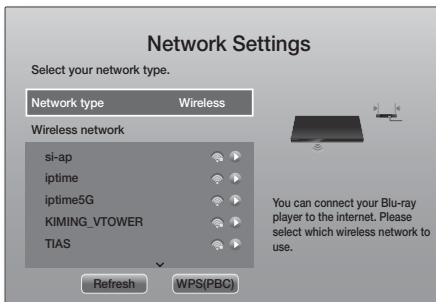 Network Settings
Select your network type.
Network type Wireless
Wireless network
si-ap
iptime
iptime5G
KIMING_VTOWER
TIAS
Refresh WPS(PBC)
You can connect your Blu-ray
player to the internet. Please
select which wireless network to
use.